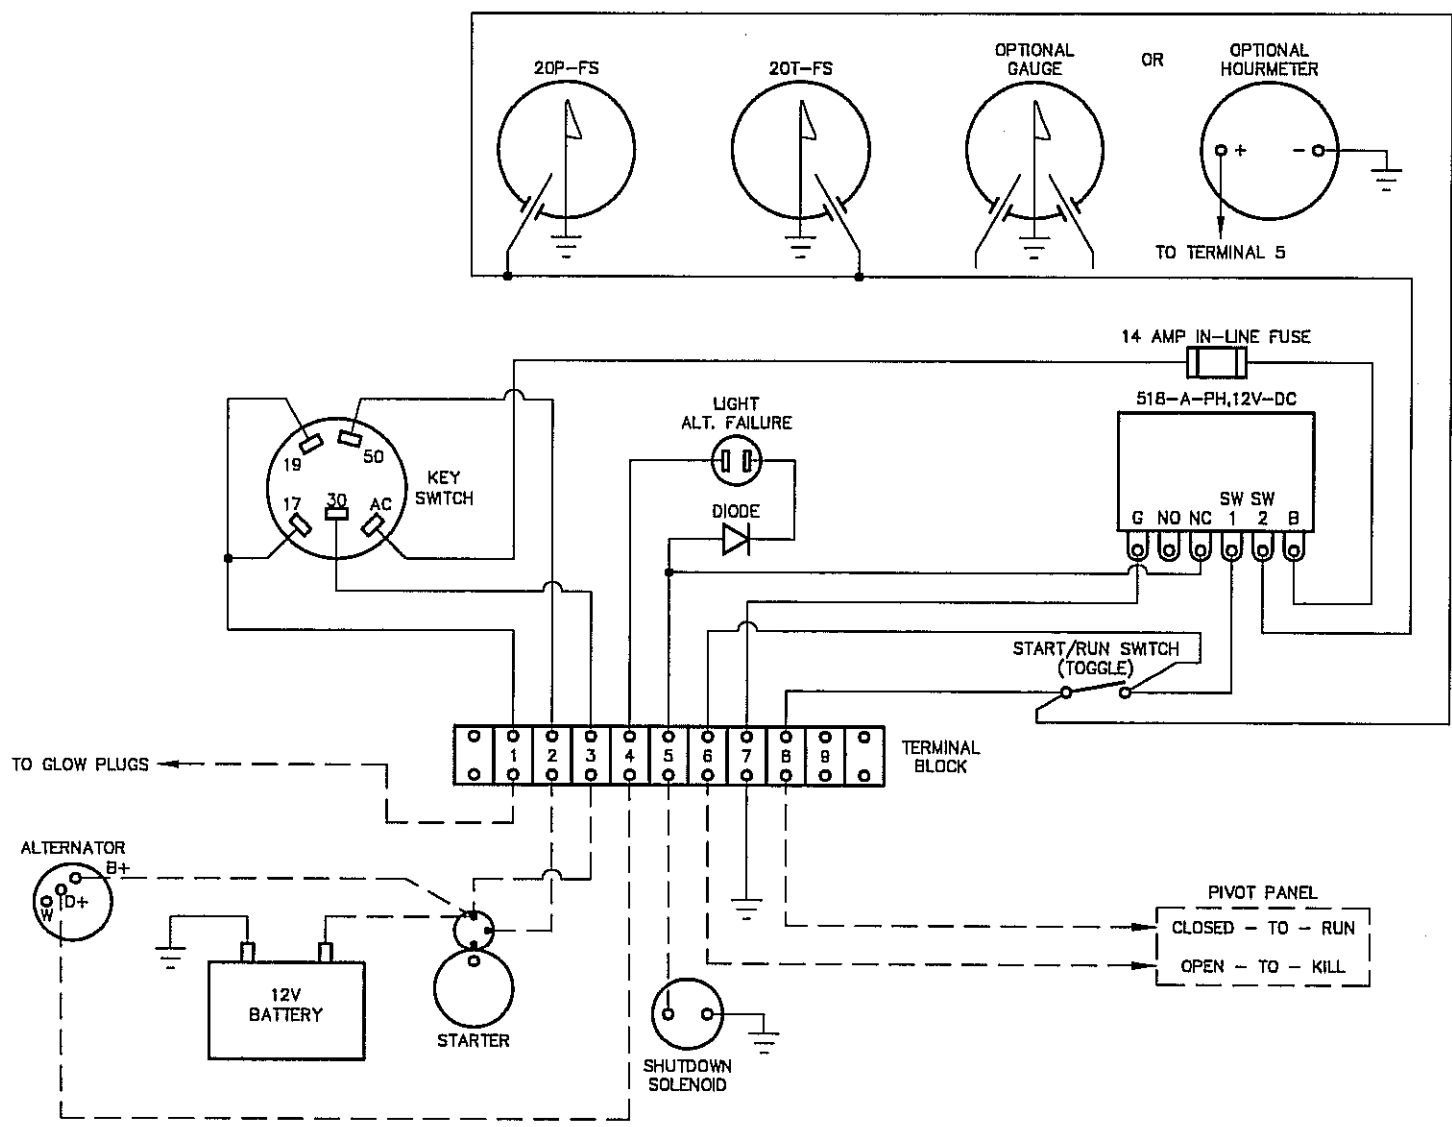 20P-FS
20T-FS
OPTIONAL
GAUGE
OR
OPTIONAL
HOURMETER
+
-
TO TERMINAL 5
14 AMP IN-LINE FUSE
518-A-PH,12V-DC
SW SW
G NO NC 1 2 B
LIGHT
ALT. FAILURE
DIODE
19
50
17
30
AC
KEY
SWITCH
START/RUN SWITCH
(TOGGLE)
1 2 3 4 5 6 7 8 9
TERMINAL
BLOCK
TO GLOW PLUGS
ALTERNATOR
B+
D+
W
12V
BATTERY
STARTER
SHUTDOWN
SOLENOID
PIVOT PANEL
CLOSED - TO - RUN
OPEN - TO - KILL